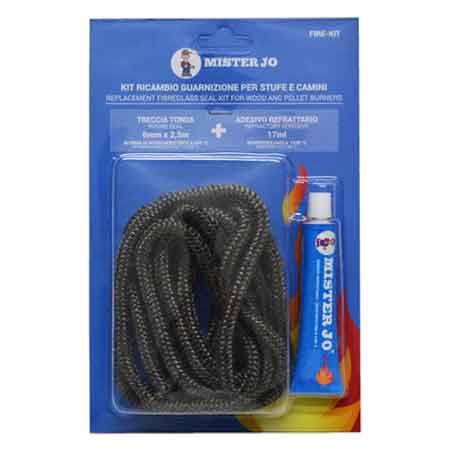 FIRE-KIT
MISTER JO
KIT RICAMBIO GUARNIZIONE PER STUFE E CAMINI
REPLACEMENT FIBREGLASS SEAL KIT FOR WOOD AND PELLET BURNERS
TRECCIA TONDA
ROUND SEAL
6mm x 2,5m
+
ADESIVO REFRATTARIO
REFRACTORY ADHESIVE
17ml
MISTER JO